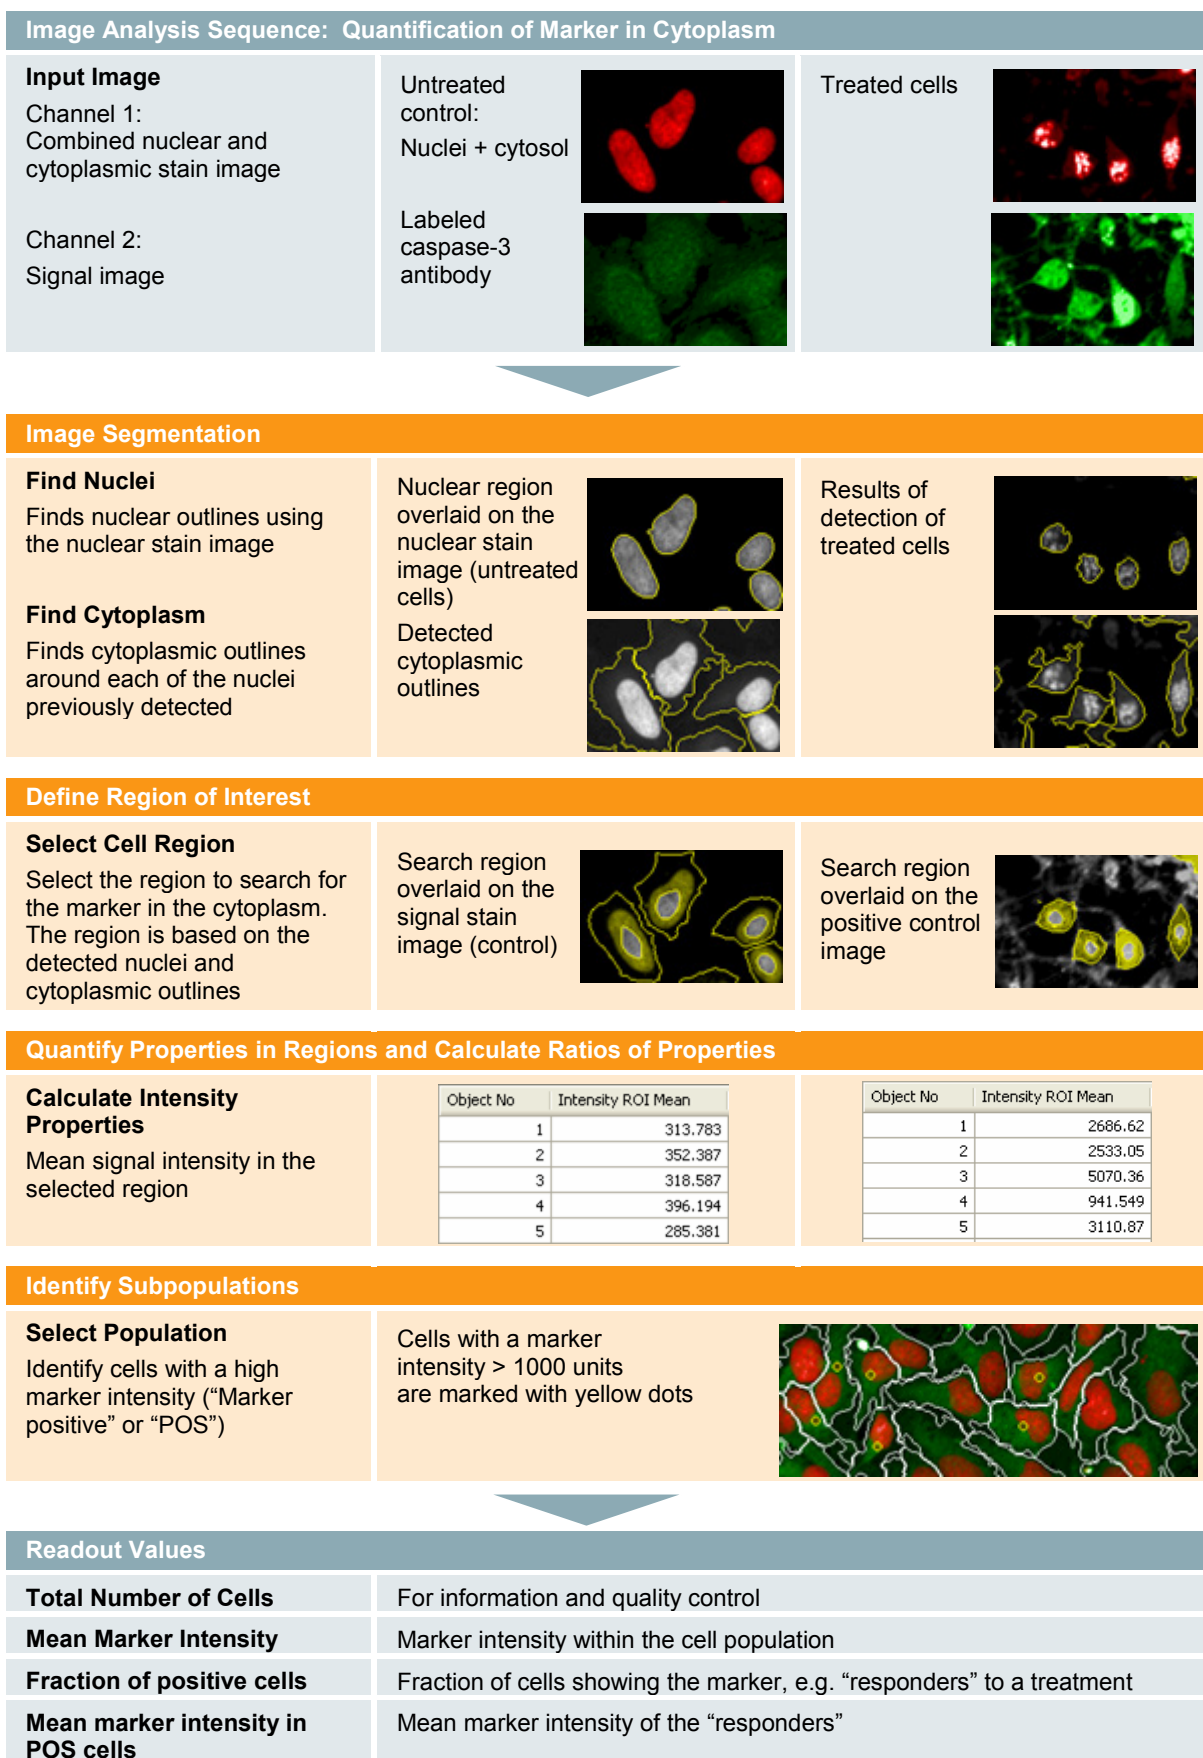 Image Analysis Sequence:  Quantification of Marker in Cytoplasm
Input Image
Channel 1:
Combined nuclear and
cytoplasmic stain image
Channel 2:
Signal image
Untreated
control:
Nuclei + cytosol
Labeled
caspase-3
antibody
Treated cells
Image Segmentation
Find Nuclei
Finds nuclear outlines using
the nuclear stain image
Find Cytoplasm
Finds cytoplasmic outlines
around each of the nuclei
previously detected
Nuclear region
overlaid on the
nuclear stain
image (untreated
cells)
Detected
cytoplasmic
outlines
Results of
detection of
treated cells
Define Region of Interest
Select Cell Region
Select the region to search for
the marker in the cytoplasm.
The region is based on the
detected nuclei and
cytoplasmic outlines
Search region
overlaid on the
signal stain
image (control)
Search region
overlaid on the
positive control
image
Quantify Properties in Regions and Calculate Ratios of Properties
Calculate Intensity
Properties
Mean signal intensity in the
selected region
Object No Intensity ROI Mean
1 313.783
2 352.387
3 318.587
4 396.194
5 285.381
Object No Intensity ROI Mean
1 2686.62
2 2533.05
3 5070.36
4 941.549
5 3110.87
Identify Subpopulations
Select Population
Identify cells with a high
marker intensity (“Marker
positive” or “POS”)
Cells with a marker
intensity > 1000 units
are marked with yellow dots
Readout Values
Total Number of Cells For information and quality control
Mean Marker Intensity Marker intensity within the cell population
Fraction of positive cells Fraction of cells showing the marker, e.g. “responders” to a treatment
Mean marker intensity in Mean marker intensity of the “responders”
POS cells